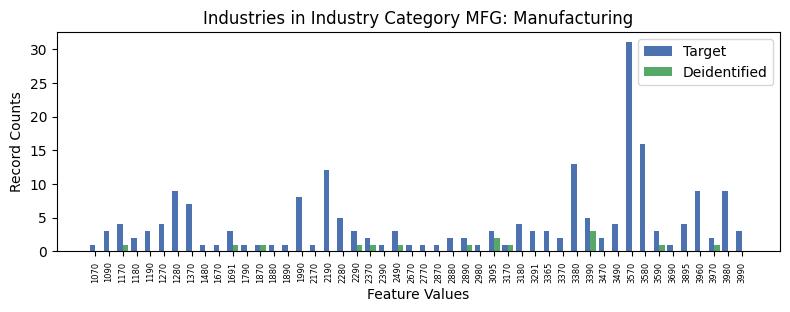 Industries in Industry Category MFG: Manufacturing
Target
Deidentified
Record Counts
30
25
20
15
10
5
0
1070 1090 1170 1180 1190 1270 1280 1370 1480 1670 1691 1790 1870 1880 1890 1990 2170 2190 2280 2290 2370 2390 2490 2670 2770 2870 2880 2890 2980 3095 3170 3180 3291 3365 3370 3380 3390 3470 3490 3570 3580 3590 3690 3895 3960 3970 3980 3990
Feature Values